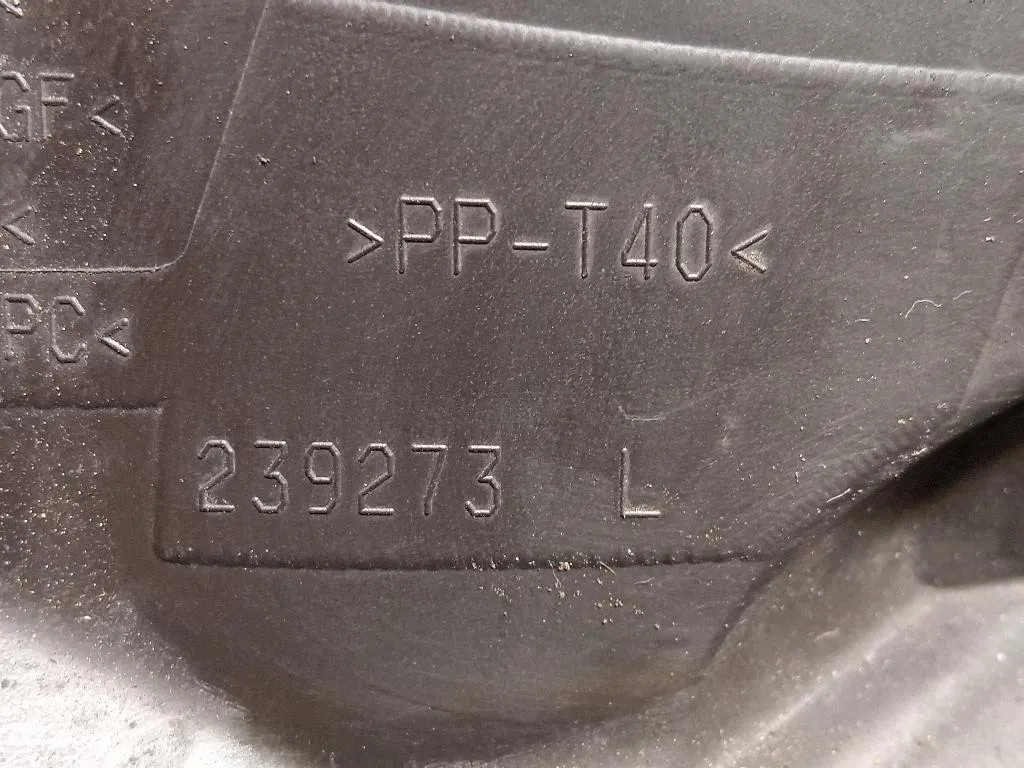 GF<
>PP-T40<
<
PC<
239273 L